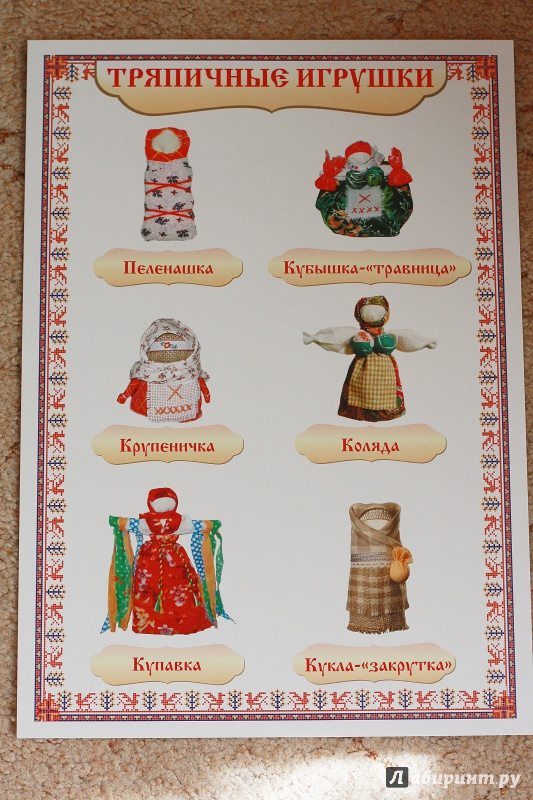 ТРЯПИЧНЫЕ ИГРУШКИ
Пеленашка
Кубышка-«травница»
Крупеничка
Коляда
Купавка
Кукла-«закрутка»
Лабиринт.ру